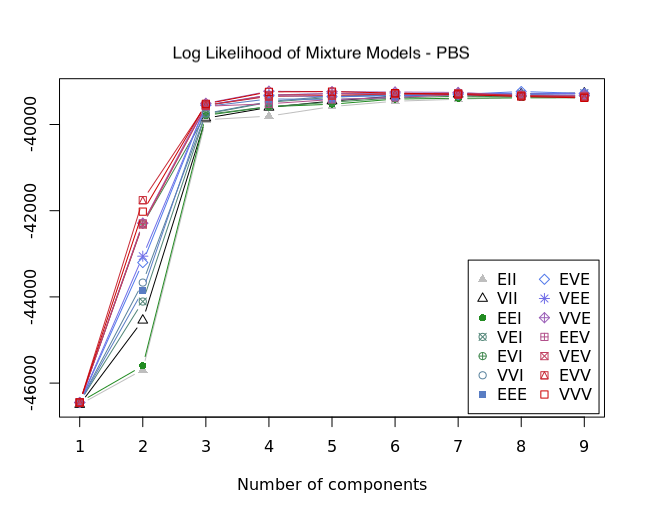 Log Likelihood of Mixture Models - PBS
-40000
-42000
-44000
-46000
EII EVE
VII VEE
EEI VVE
VEI EEV
EVI VEV
VVI EVV
EEE VVV
1 2 3 4 5 6 7 8 9
Number of components